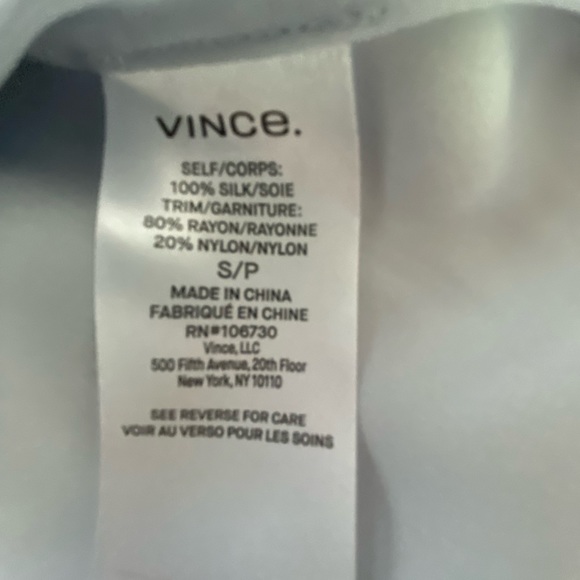 VINCe.
SELF/CORPS:
100% SILK/SOIE
TRIM/GARNITURE:
80% RAYON/RAYONNE
20% NYLON/NYLON
S/P
MADE IN CHINA
FABRIQUÉ EN CHINE
RN#106730
Vince, LLC
500 Fifth Avenue, 20th Floor
New York, NY 10110
SEE REVERSE FOR CARE
VOIR AU VERSO POUR LES SOINS